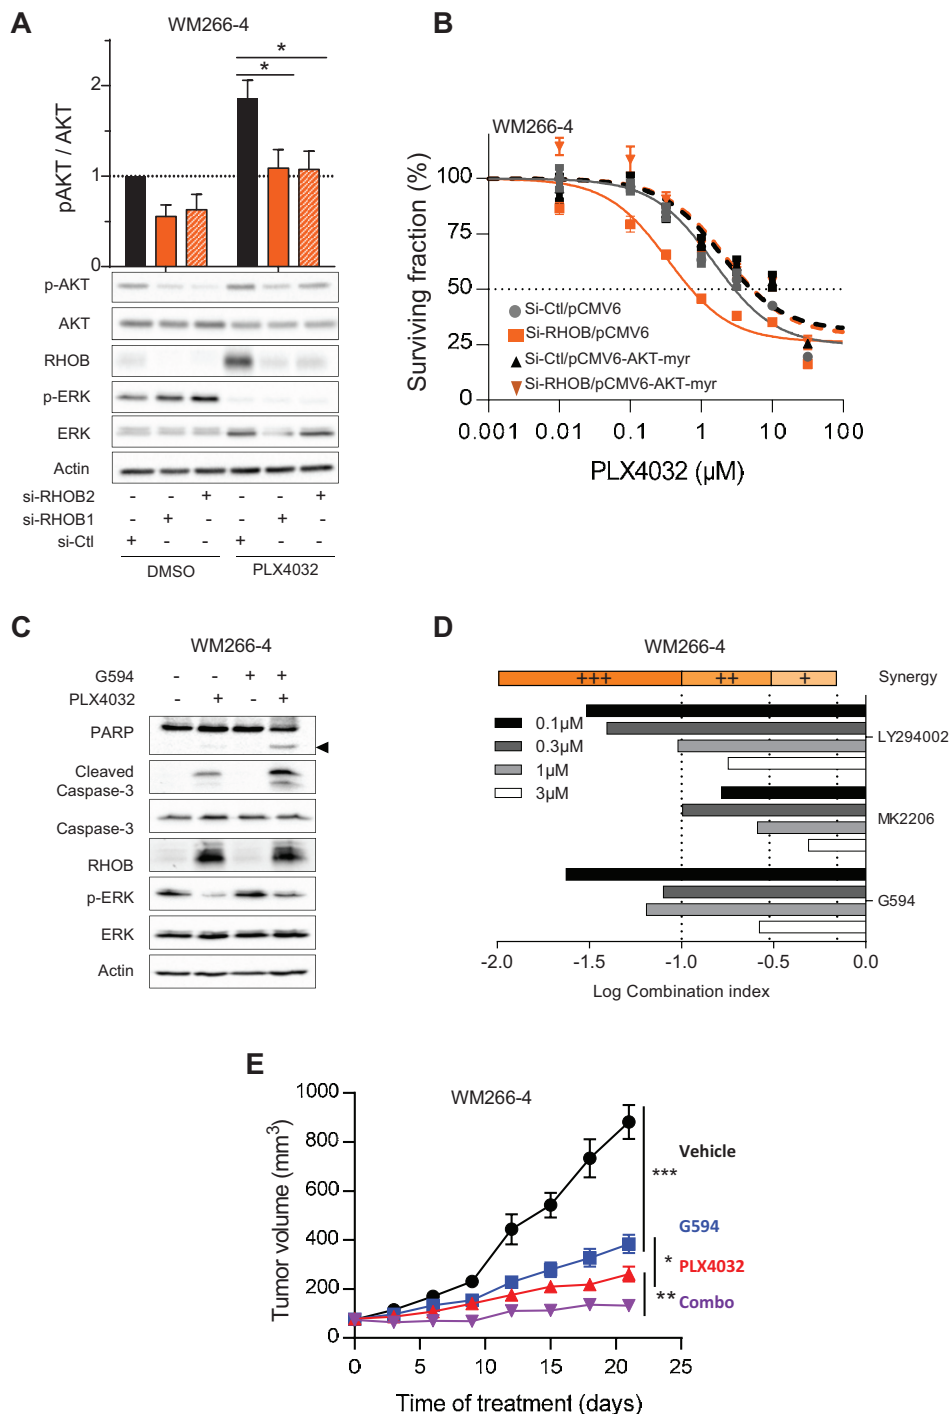 A
WM266-4
* *
pAKT / AKT
2
1
0
p-AKT
AKT
RHOB
p-ERK
ERK
Actin
si-RHOB2 - - + - - +
si-RHOB1 - + - - + -
si-Ctl + - - + - -
DMSO PLX4032
B
WM266-4
Surviving fraction (%)
100
75
50
25
0
Si-Ctl/pCMV6
Si-RHOB/pCMV6
Si-Ctl/pCMV6-AKT-myr
Si-RHOB/pCMV6-AKT-myr
0.001 0.01 0.1 1 10 100
PLX4032 (µM)
C
WM266-4
G594 - - + +
PLX4032 - + - +
PARP
Cleaved
Caspase-3
Caspase-3
RHOB
p-ERK
ERK
Actin
D
WM266-4
+++ ++ + Synergy
0.1µM
0.3µM
1µM
3µM
LY294002
MK2206
G594
-2.0 -1.5 -1.0 -0.5 0.0
Log Combination index
E
WM266-4
Tumor volume (mm³)
1000
800
600
400
200
0
Vehicle
***
G594
*
PLX4032
**
Combo
0 5 10 15 20 25
Time of treatment (days)